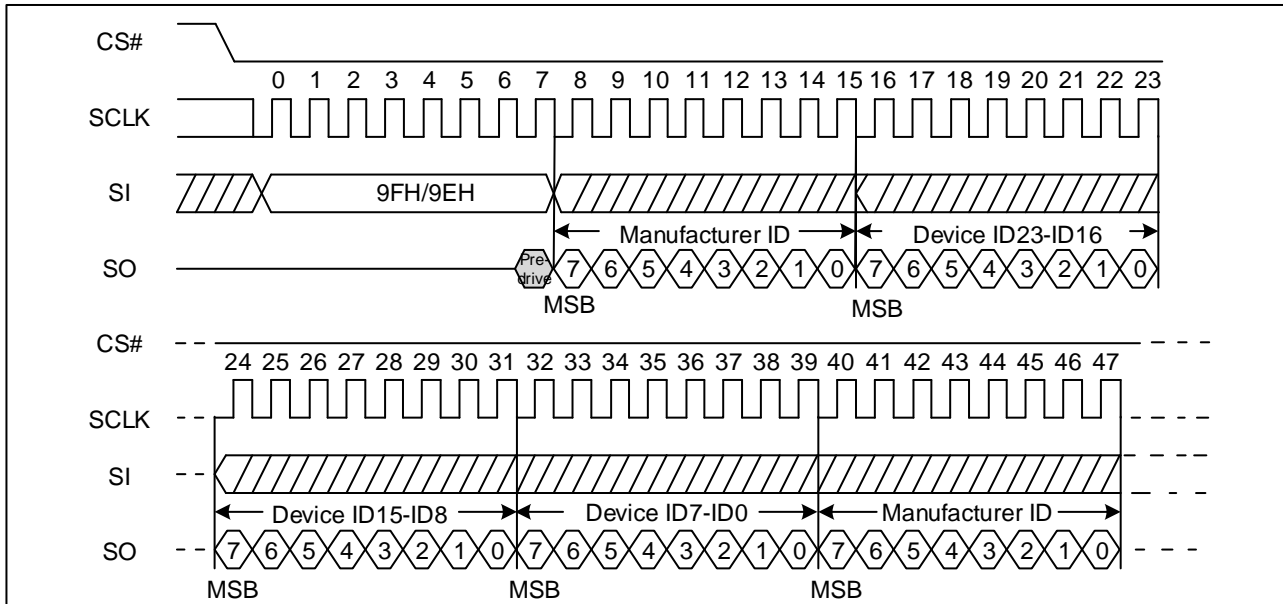 CS#
0 1 2 3 4 5 6 7 8 9 10 11 12 13 14 15 16 17 18 19 20 21 22 23
SCLK
SI 9FH/9EH
Manufacturer ID Device ID23-ID16
SO Pre-drive 7 6 5 4 3 2 1 0 7 6 5 4 3 2 1 0
MSB MSB
CS#
24 25 26 27 28 29 30 31 32 33 34 35 36 37 38 39 40 41 42 43 44 45 46 47
SCLK
SI
Device ID15-ID8 Device ID7-ID0 Manufacturer ID
SO 7 6 5 4 3 2 1 0 7 6 5 4 3 2 1 0 7 6 5 4 3 2 1 0
MSB MSB MSB